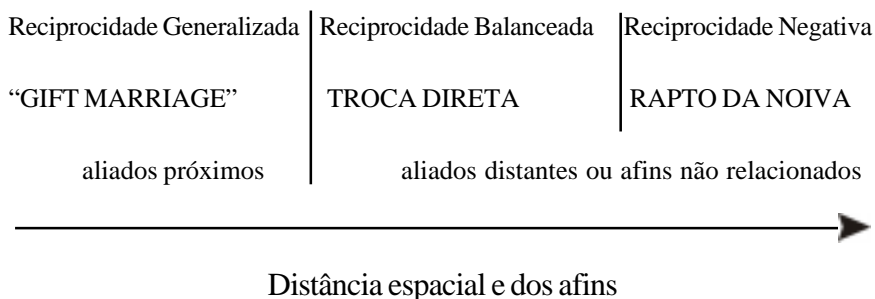 Reciprocidade Generalizada Reciprocidade Balanceada Reciprocidade Negativa
“GIFT MARRIAGE” TROCA DIRETA RAPTO DA NOIVA
aliados próximos aliados distantes ou afins não relacionados
Distância espacial e dos afins